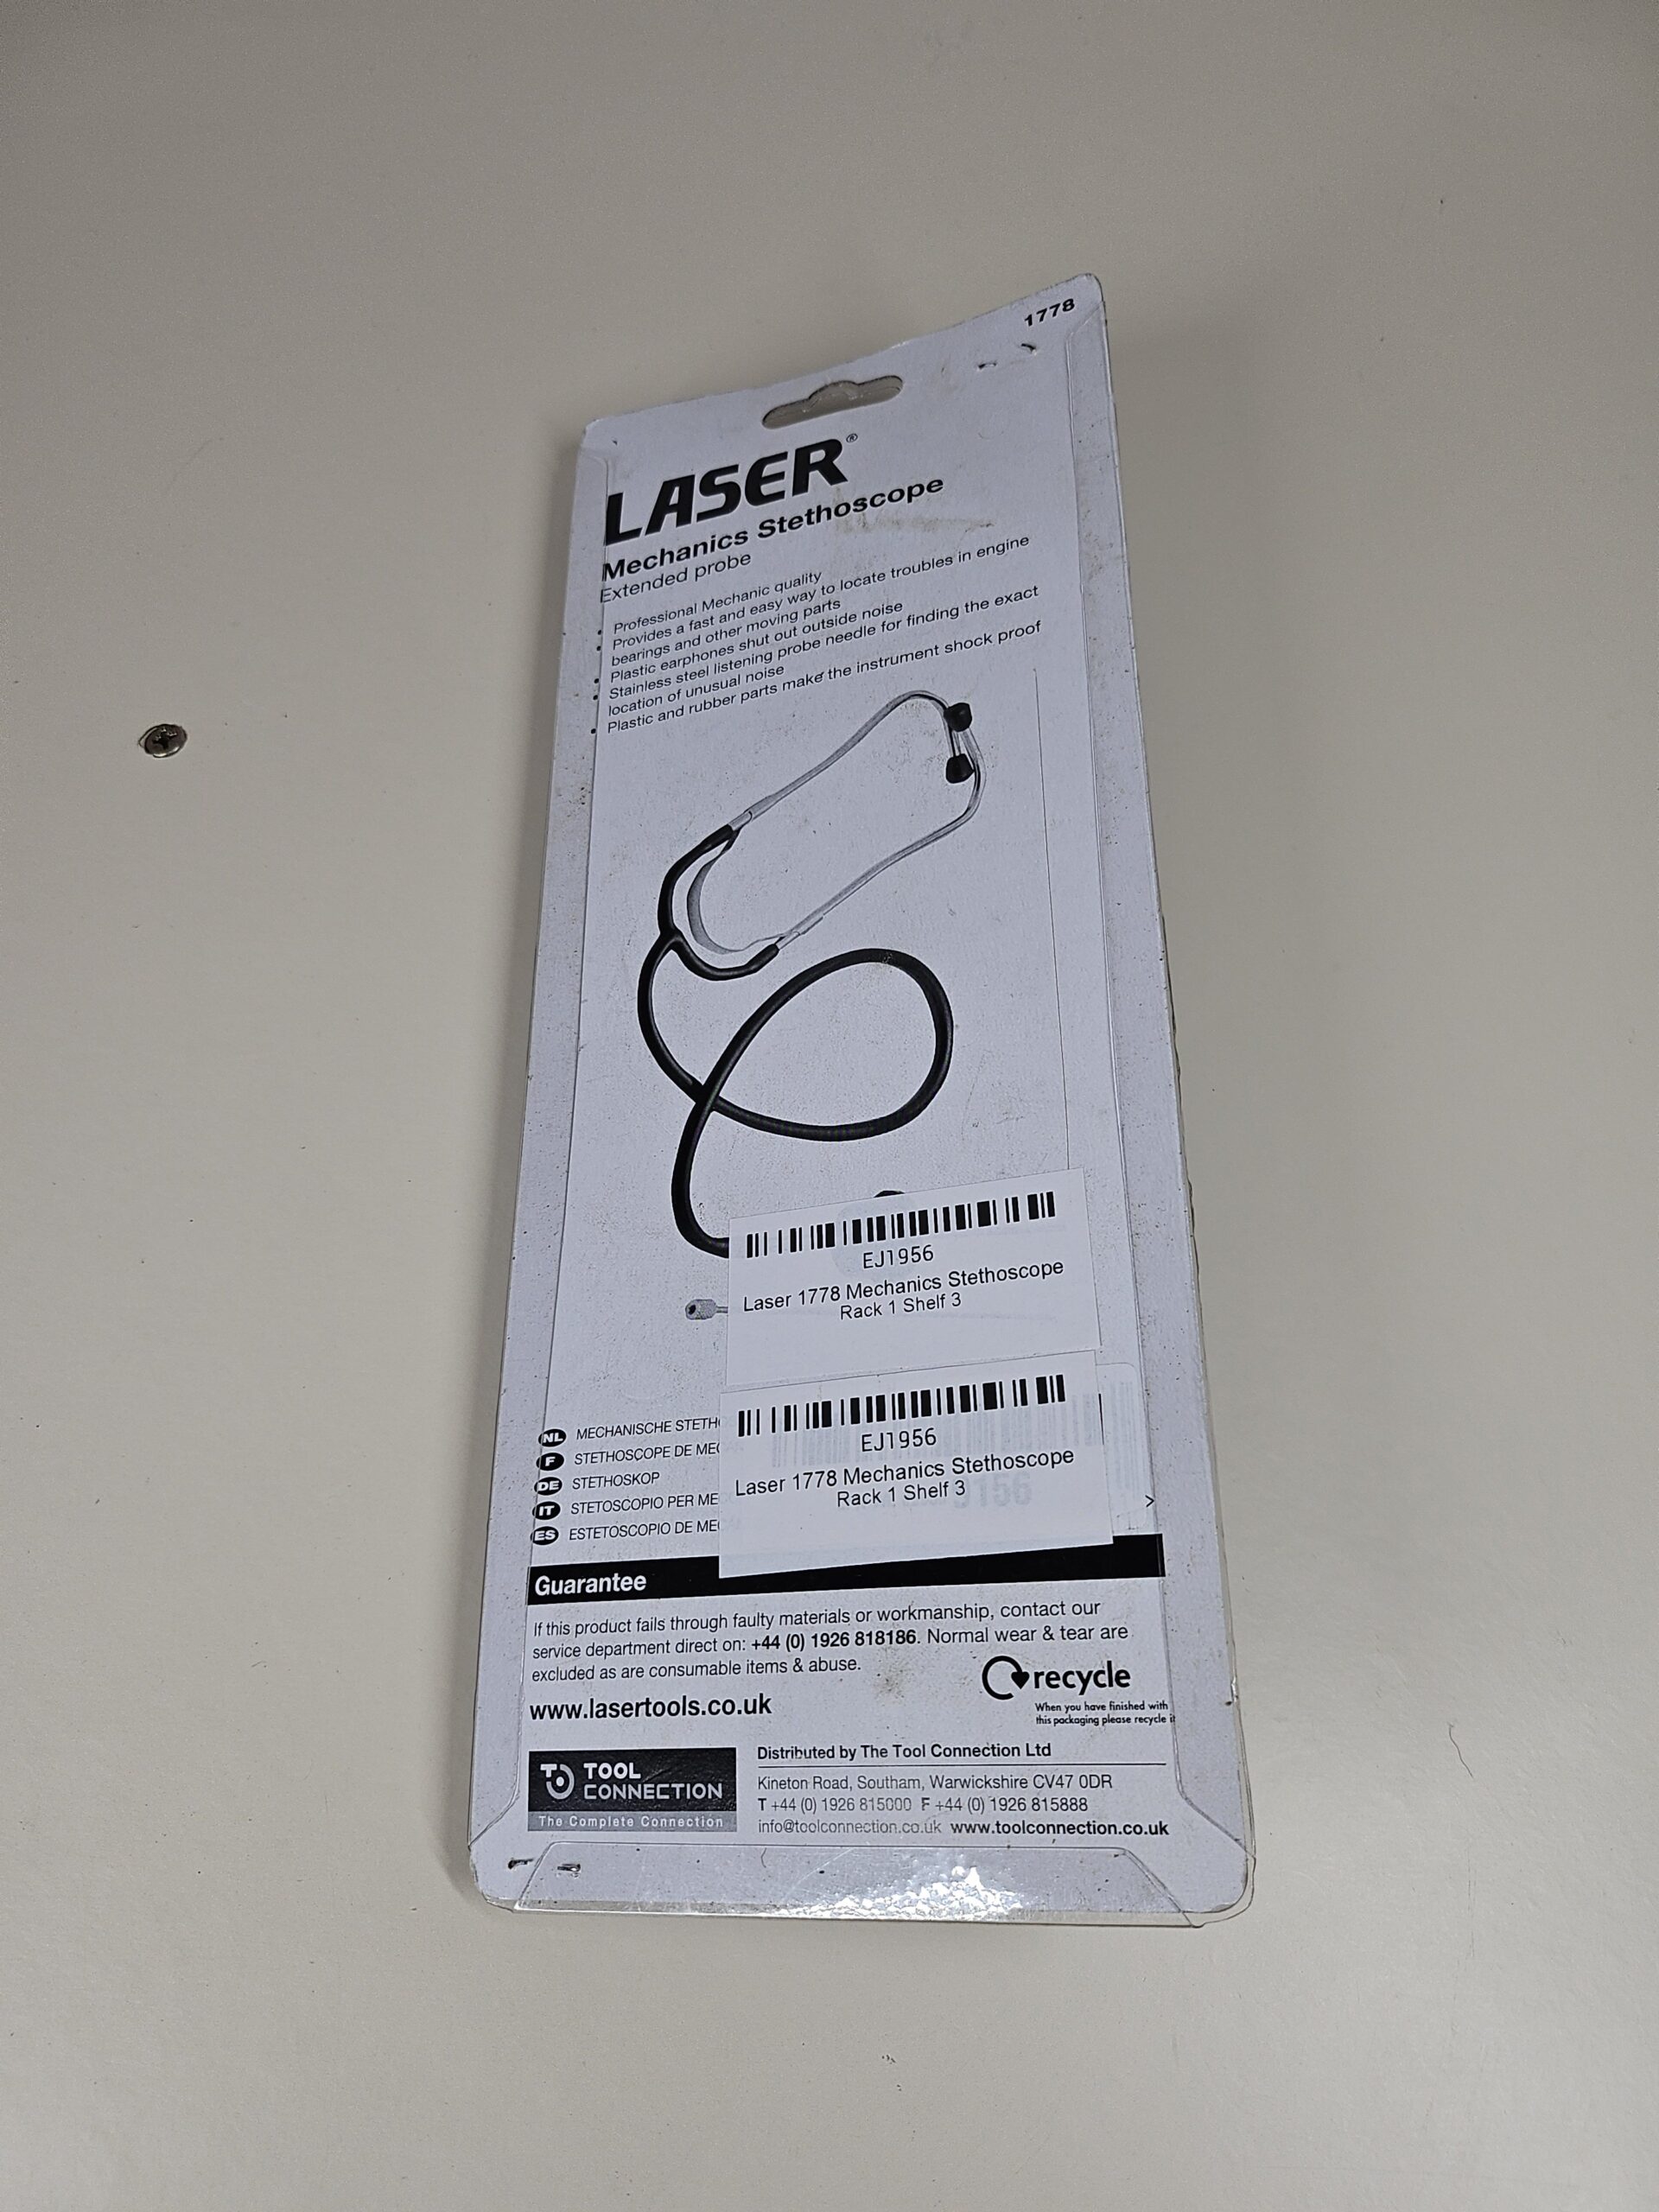 1778
LASER®
Mechanics Stethoscope
Extended probe
• Professional Mechanic quality
• Provides a fast and easy way to locate troubles in engine
bearings and other moving parts
• Plastic earphones shut out outside noise
• Stainless steel listening probe needle for finding the exact
location of unusual noise
• Plastic and rubber parts make the instrument shock proof
EJ1956
Laser 1778 Mechanics Stethoscope
Rack 1 Shelf 3
EJ1956
Laser 1778 Mechanics Stethoscope
Rack 1 Shelf 3
9156
>
NL MECHANISCHE STETH
F STETHOSCOPE DE MEC
DE STETHOSKOP
IT STETOSCOPIO PER ME
ES ESTETOSCOPIO DE ME
Guarantee
If this product fails through faulty materials or workmanship, contact our
service department direct on: +44 (0) 1926 818186. Normal wear & tear are
excluded as are consumable items & abuse.
www.lasertools.co.uk
recycle
When you have finished with
this packaging please recycle it
TOOL
CONNECTION
The Complete Connection
Distributed by The Tool Connection Ltd
Kineton Road, Southam, Warwickshire CV47 0DR
T +44 (0) 1926 815000 F +44 (0) 1926 815888
info@toolconnection.co.uk www.toolconnection.co.uk